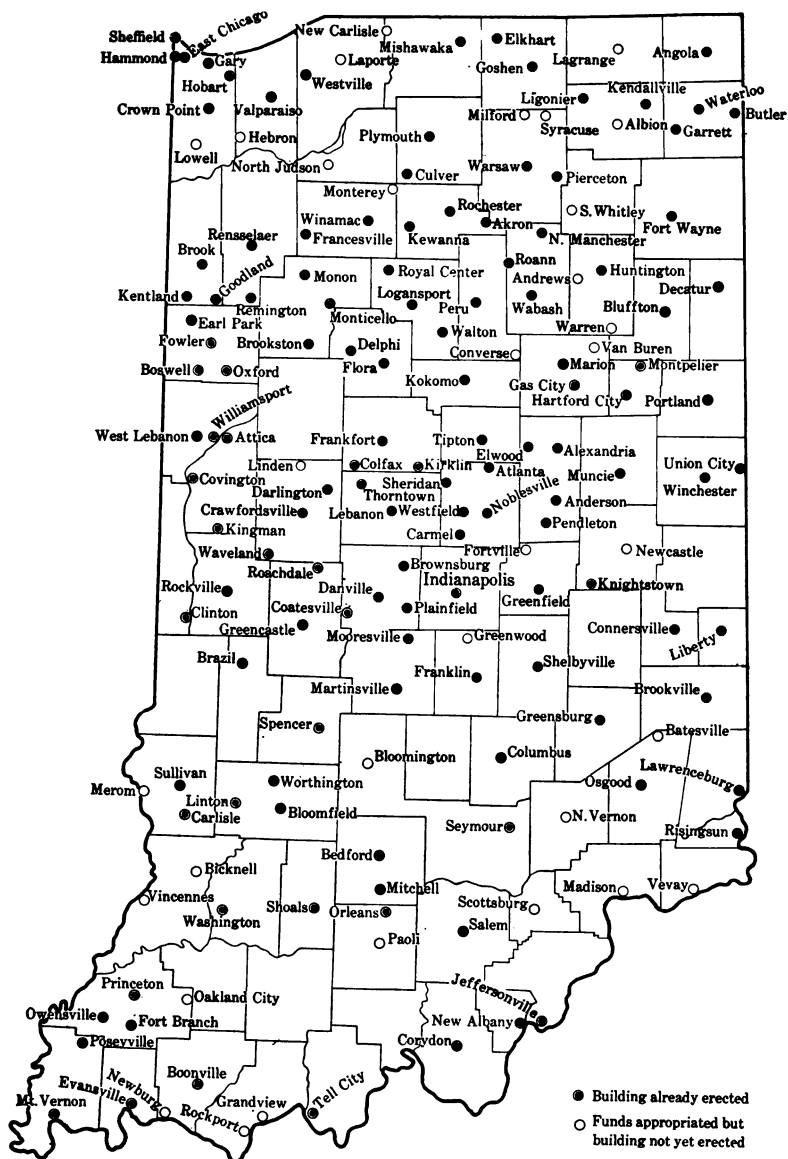 New Carlisle
East Chicago
Sheffield
Mishawaka
Elkhart
Hammond
Gary
Laporte
Lagrange
Angola
Goshen
Hobart
Westville
Kendallville
Waterloo
Ligonier
Crown Point
Valparaiso
Milford
Syracuse
Butler
Albion
Garrett
Hebron
Plymouth
Lowell
North Judson
Warsaw
Culver
Pierceton
Monterey
Rochester
S. Whitley
Winamac
Akron
Fort Wayne
Rensselaer
Francesville
Kewanna
N. Manchester
Brook
Roann
Goodland
Monon
Royal Center
Andrews
Huntington
Kentland
Remington
Logansport
Peru
Wabash
Decatur
Monticello
Bluffton
Earl Park
Walton
Warren
Fowler
Brookston
Delphi
Converse
Van Buren
Boswell
Oxford
Flora
Marion
Montpelier
Kokomo
Gas City
Hartford City
Portland
Williamsport
West Lebanon
Attica
Frankfort
Tipton
Elwood
Alexandria
Linden
Colfax
Kirklin
Atlanta
Union City
Covington
Darlington
Thorntown
Sheridan
Noblesville
Muncie
Winchester
Crawfordsville
Lebanon
Westfield
Anderson
Kingman
Carmel
Pendleton
Waveland
Fortville
Newcastle
Roachdale
Brownsburg
Indianapolis
Rockville
Danville
Greenfield
Knightstown
Clinton
Coatesville
Plainfield
Greencastle
Mooresville
Greenwood
Connersville
Liberty
Brazil
Franklin
Shelbyville
Martinsville
Brookville
Spencer
Greensburg
Batesville
Bloomington
Columbus
Sullivan
Worthington
Osgood
Lawrenceburg
Merom
Linton
Bloomfield
Carlisle
Seymour
N. Vernon
Risingsun
Bedford
Bicknell
Mitchell
Madison
Vevay
Vincennes
Washington
Shoals
Orleans
Scottsburg
Paoli
Salem
Princeton
Oakland City
Jeffersonville
Owensville
Fort Branch
New Albany
Poseyville
Corydon
Boonville
Evansville
Newburg
Grandview
Tell City
Mt. Vernon
Rockport
Building already erected
Funds appropriated but
building not yet erected